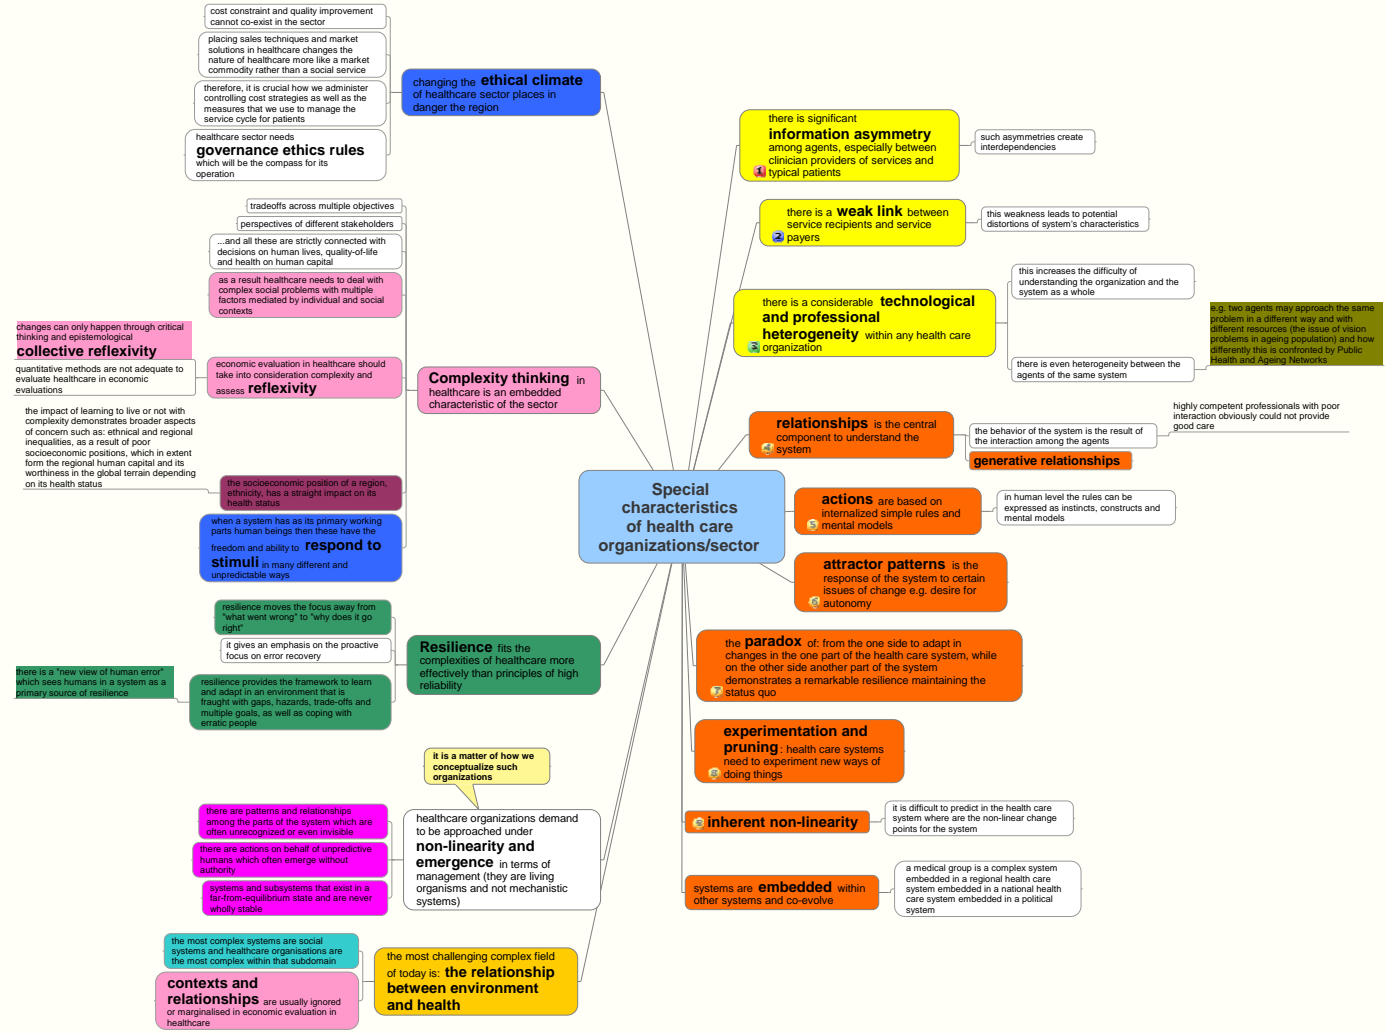 cost constraint and quality improvement
cannot co-exist in the sector
placing sales techniques and market
solutions in healthcare changes the
nature of healthcare more like a market
commodity rather than a social service
therefore, it is crucial how we administer
controlling cost strategies as well as the
measures that we use to manage the
service cycle for patients
healthcare sector needs
governance ethics rules
which will be the compass for its
operation
changing the ethical climate
of healthcare sector places in
danger the region
tradeoffs across multiple objectives
perspectives of different stakeholders
...and all these are strictly connected with
decisions on human lives, quality-of-life
and health on human capital
as a result healthcare needs to deal with
complex social problems with multiple
factors mediated by individual and social
contexts
changes can only happen through critical
thinking and epistemological
collective reflexivity
quantitative methods are not adequate to
evaluate healthcare in economic
evaluations
economic evaluation in healthcare should
take into consideration complexity and
assess reflexivity
the impact of learning to live or not with
complexity demonstrates broader aspects
of concern such as: ethnical and regional
inequalities, as a result of poor
socioeconomic positions, which in extent
form the regional human capital and its
worthiness in the global terrain depending
on its health status
the socioeconomic position of a region,
ethnicity, has a straight impact on its
health status
when a system has as its primary working
parts human beings then these have the
freedom and ability to respond to
stimuli in many different and
unpredictable ways
Complexity thinking in
healthcare is an embedded
characteristic of the sector
resilience moves the focus away from
"what went wrong" to "why does it go
right"
it gives an emphasis on the proactive
focus on error recovery
there is a "new view of human error"
which sees humans in a system as a
primary source of resilience
resilience provides the framework to learn
and adapt in an environment that is
fraught with gaps, hazards, trade-offs and
multiple goals, as well as coping with
erratic people
Resilience fits the
complexities of healthcare more
effectively than principles of high
reliability
it is a matter of how we
conceptualize such
organizations
there are patterns and relationships
among the parts of the system which are
often unrecognized or even invisible
there are actions on behalf of unpredictive
humans which often emerge without
authority
systems and subsystems that exist in a
far-from-equilibrium state and are never
wholly stable
healthcare organizations demand
to be approached under
non-linearity and
emergence in terms of
management (they are living
organisms and not mechanistic
systems)
the most complex systems are social
systems and healthcare organisations are
the most complex within that subdomain
contexts and
relationships are usually ignored
or marginalised in economic evaluation in
healthcare
the most challenging complex field
of today is: the relationship
between environment
and health
Special
characteristics
of health care
organizations/sector
there is significant
information asymmetry
among agents, especially between
clinician providers of services and
1 typical patients
such asymmetries create
interdependencies
there is a weak link between
service recipients and service
2 payers
this weakness leads to potential
distortions of system's characteristics
there is a considerable technological
and professional
heterogeneity within any health care
3 organization
this increases the difficulty of
understanding the organization and the
system as a whole
there is even heterogeneity between the
agents of the same system
e.g. two agents may approach the same
problem in a different way and with
different resources (the issue of vision
problems in ageing population) and how
differently this is confronted by Public
Health and Ageing Networks
relationships is the central
component to understand the
4 system
the behavior of the system is the result of
the interaction among the agents
highly competent professionals with poor
interaction obviously could not provide
good care
generative relationships
actions are based on
internalized simple rules and
5 mental models
in human level the rules can be
expressed as instincts, constructs and
mental models
attractor patterns is the
response of the system to certain
issues of change e.g. desire for
6 autonomy
the paradox of: from the one side to adapt in
changes in the one part of the health care system, while
on the other side another part of the system
demonstrates a remarkable resilience maintaining the
7 status quo
experimentation and
pruning: health care systems
need to experiment new ways of
8 doing things
9 inherent non-linearity
it is difficult to predict in the health care
system where are the non-linear change
points for the system
systems are embedded within
other systems and co-evolve
a medical group is a complex system
embedded in a regional health care
system embedded in a national health
care system embedded in a political
system